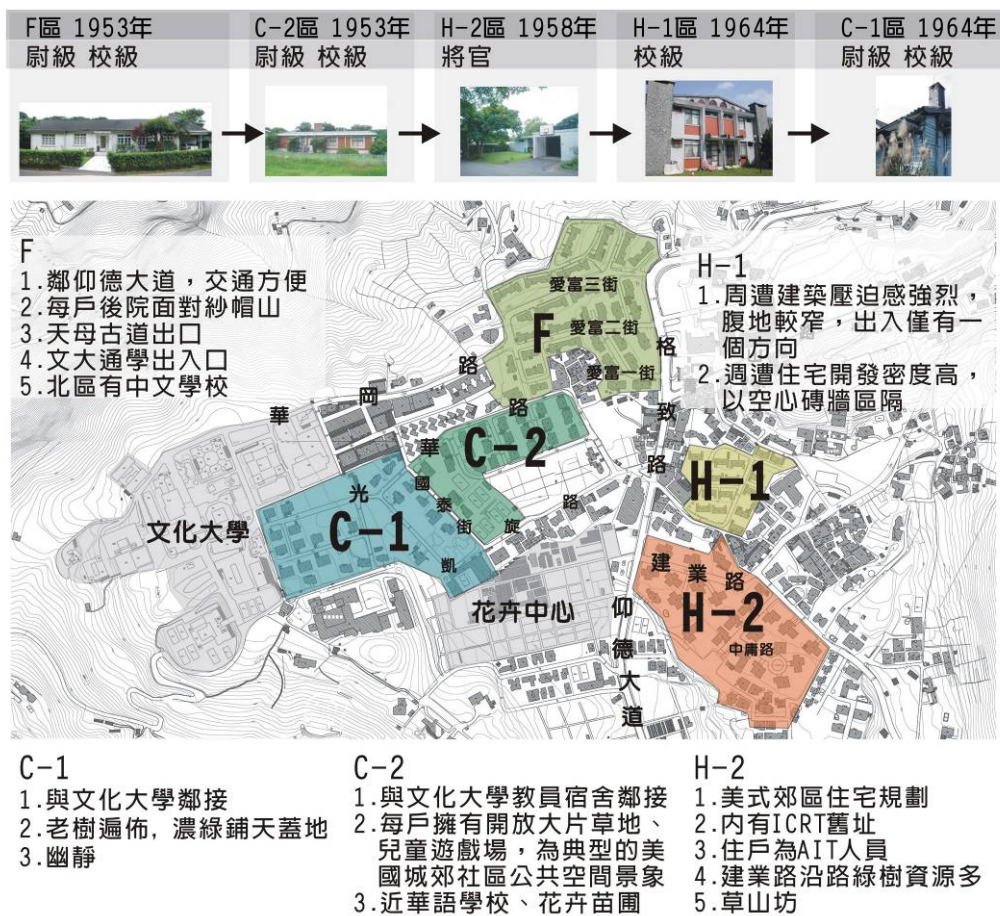 F區 1953年
尉級 校級
C-2區 1953年
尉級 校級
H-2區 1958年
將官
H-1區 1964年
校級
C-1區 1964年
尉級 校級
F
1.鄰仰德大道，交通方便
2.每戶後院面對紗帽山
3.天母古道出口
4.文大通學出入口
5.北區有中文學校
H-1
1.周遭建築壓迫感強烈，
腹地較窄，出入僅有一
個方向
2.週遭住宅開發密度高，
以空心磚牆區隔
愛富三街
愛富二街
愛富一街
F
格致路
華岡路
華
路
國泰街
C-2
光
C-1
凱旋路
文化大學
花卉中心
H-1
建業路
H-2
中庸路
仰德大道
C-1
1.與文化大學鄰接
2.老樹遍佈, 濃綠鋪天蓋地
3.幽靜
C-2
1.與文化大學教員宿舍鄰接
2.每戶擁有開放大片草地、
兒童遊戲場，為典型的美
國城郊社區公共空間景象
3.近華語學校、花卉苗圃
H-2
1.美式郊區住宅規劃
2.內有ICRT舊址
3.住戶為AIT人員
4.建業路沿路綠樹資源多
5.草山坊